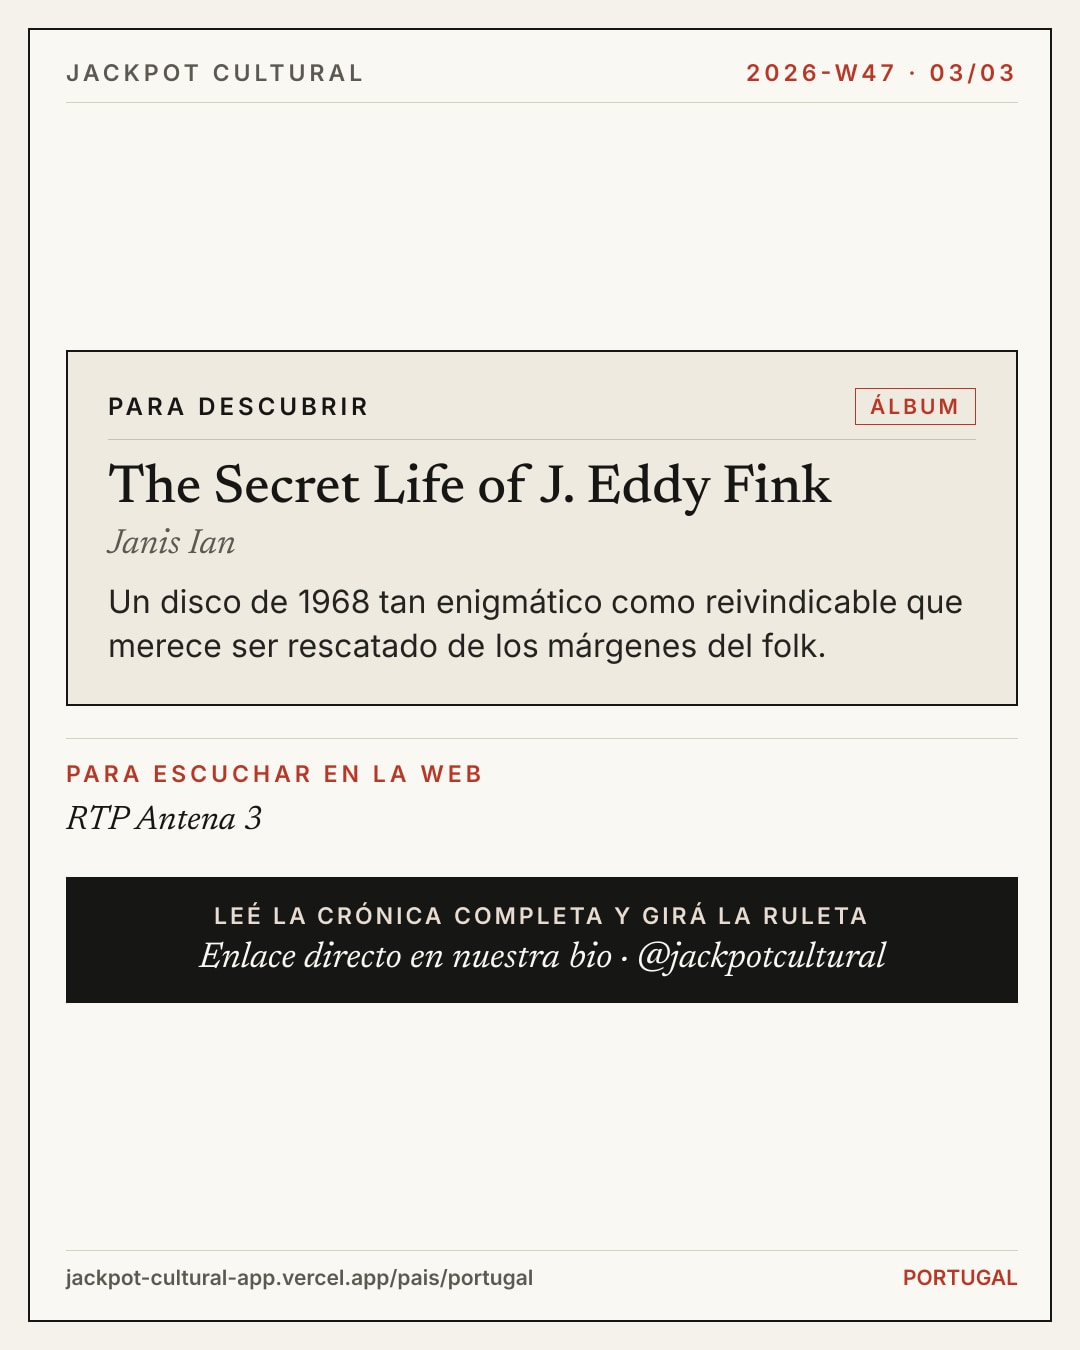 JACKPOT CULTURAL
2026-W47 · 03/03
PARA DESCUBRIR
ÁLBUM
The Secret Life of J. Eddy Fink
Janis Ian
Un disco de 1968 tan enigmático como reivindicable que
merece ser rescatado de los márgenes del folk.
PARA ESCUCHAR EN LA WEB
RTP Antena 3
LEÉ LA CRÓNICA COMPLETA Y GIRÁ LA RULETA
Enlace directo en nuestra bio · @jackpotcultural
jackpot-cultural-app.vercel.app/pais/portugal
PORTUGAL